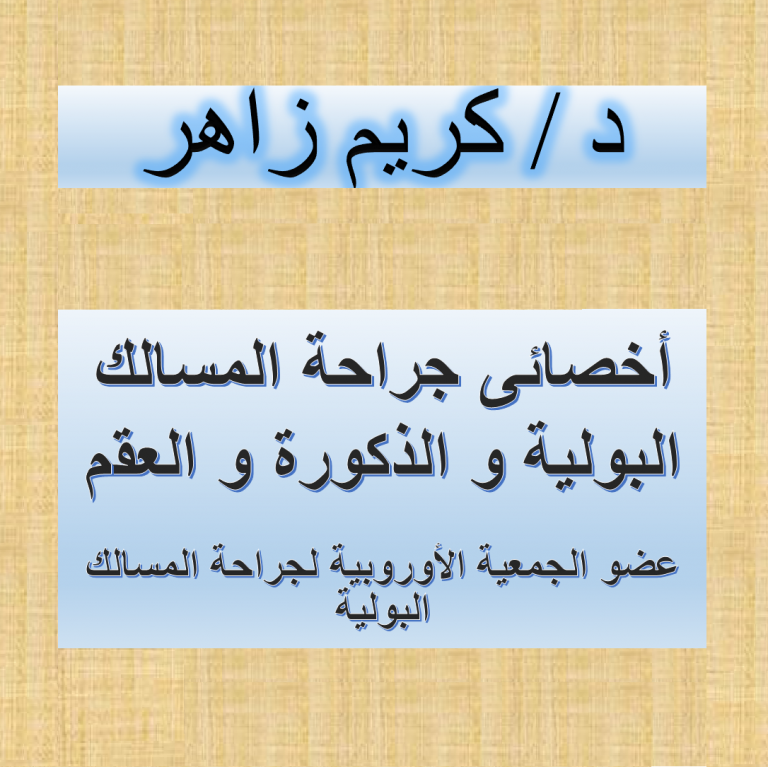 د / كريم زاهر
أخصائى جراحة المسالك
البولية و الذكورة و العقم
عضو الجمعية الأوروبية لجراحة المسالك
البولية